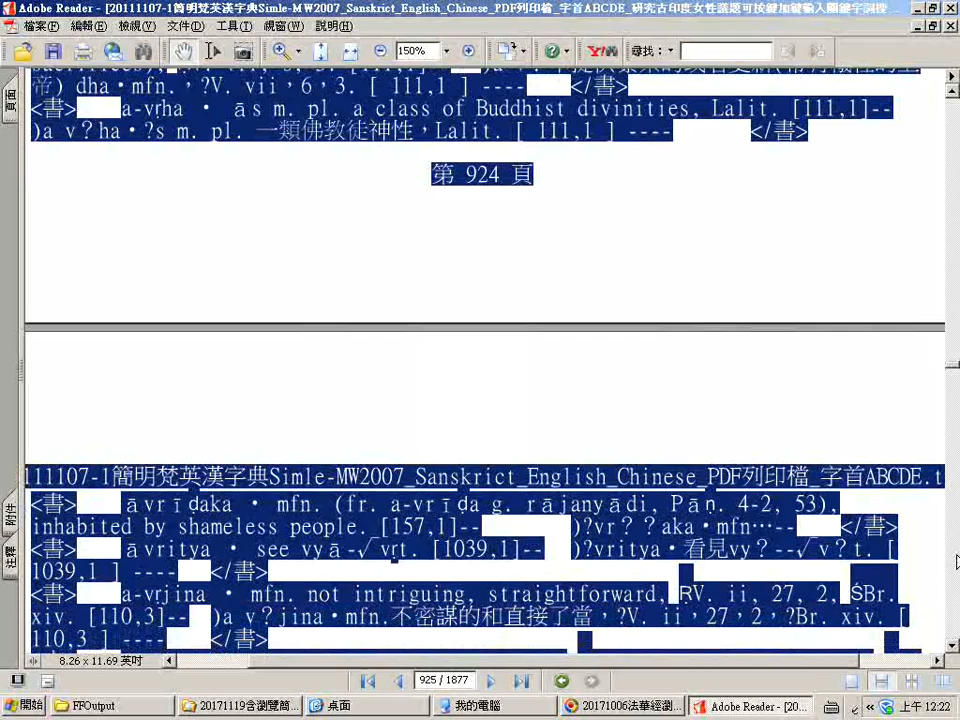 Adobe Reader - [20111107-1簡明梵英漢字典Simle-MW2007_Sanskrict_English_Chinese_PDF列印檔_字首ABCDE_研究古印度女性議題可按鍵加鍵輸入關鍵字詞搜
檔案(F) 編輯(E) 檢視(V) 文件(D) 工具(T) 視窗(W) 說明(H)
150% Y! 尋找：
頁面
帝) dha‧mfn.，?V. vii，6，3. [ 111,1 ] ---- </書>
<書> a-vṛha ‧ ās m. pl. a class of Buddhist divinities, Lalit. [111,1]--
)a v？ha‧?s m. pl. 一類佛教徒神性，Lalit. [ 111,1 ] ---- </書>
第 924 頁
111107-1簡明梵英漢字典Simle-MW2007_Sanskrict_English_Chinese_PDF列印檔_字首ABCDE.t
<書> āvrīḍaka ‧ mfn. (fr. a-vrīḍa g. rājanyādi, Pāṇ. 4-2, 53),
inhabited by shameless people. [157,1]-- )?vr？？aka‧mfn…-- </書>
<書> āvritya ‧ see vyā-√vṛt. [1039,1]-- )?vritya‧看見vy？--√v？t. [
1039,1 ] ---- </書>
<書> a-vṛjina ‧ mfn. not intriguing, straightforward, ṚV. ii, 27, 2, ŚBr.
xiv. [110,3]-- )a v？jina‧mfn.不密謀的和直接了當，?V. ii，27，2，?Br. xiv. [
110,3 ] ---- </書>
附件
注釋
8.26 x 11.69 英吋
925 / 1877
開始 FFOutput 20171119含瀏覽簡... 桌面 我的電腦 20171006法華經瀏... Adobe Reader - [20... 上午 12:22